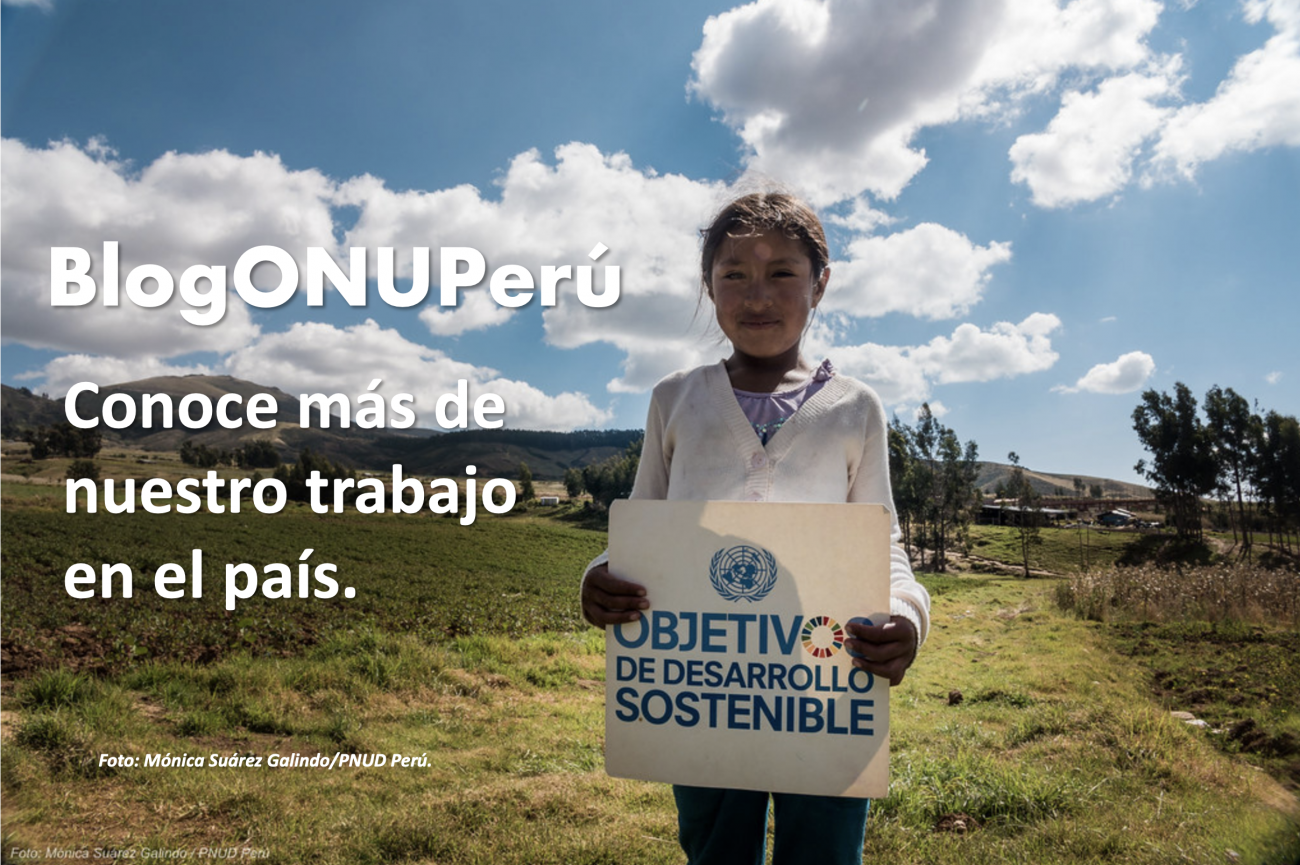 BlogONUPerú
Conoce más de
nuestro trabajo
en el país.
OBJETIVOS
DE DESARROLLO
SOSTENIBLE
Foto: Mónica Suárez Galindo/PNUD Perú.
Foto: Mónica Suárez Galindo / PNUD Perú